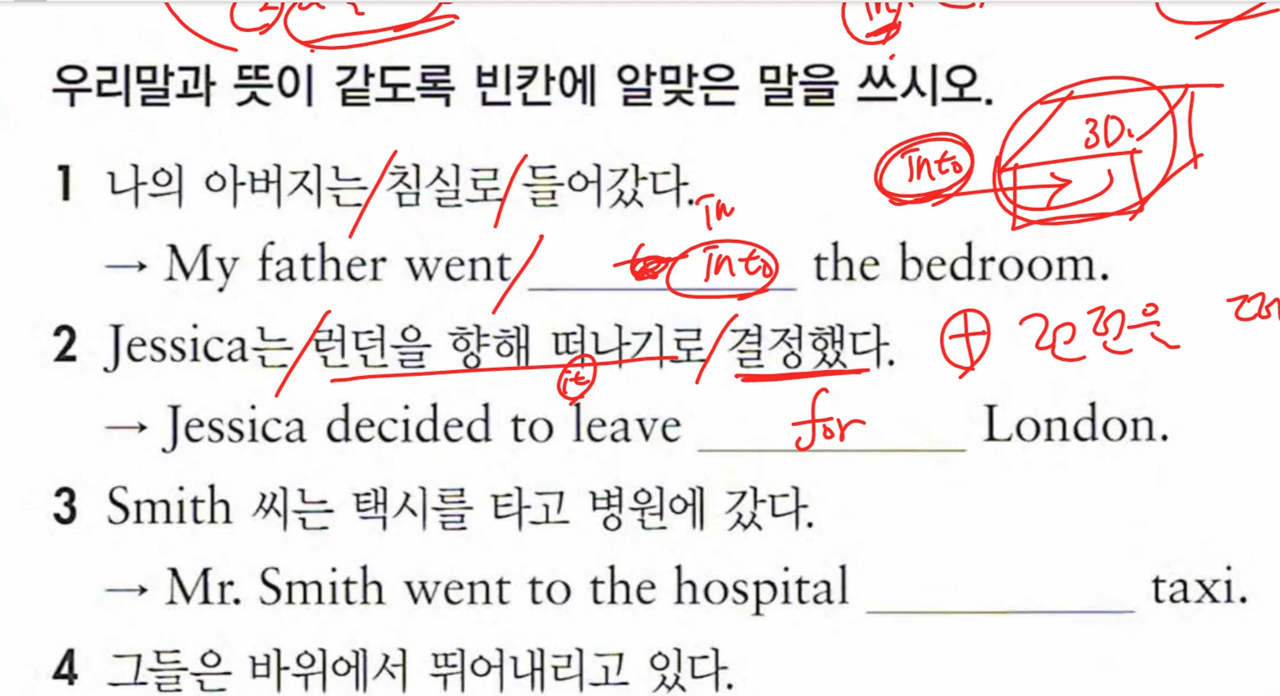 우리말과 뜻이 같도록 빈칸에 알맞은 말을 쓰시오.
Into
3D.
1 나의 아버지는 침실로 들어갔다.
In
→ My father went Into the bedroom.
2 Jessica는 런던을 향해 떠나기로 결정했다.
it
→ Jessica decided to leave for London.
3 Smith 씨는 택시를 타고 병원에 갔다.
→ Mr. Smith went to the hospital ______ taxi.
4 그들은 바위에서 뛰어내리고 있다.